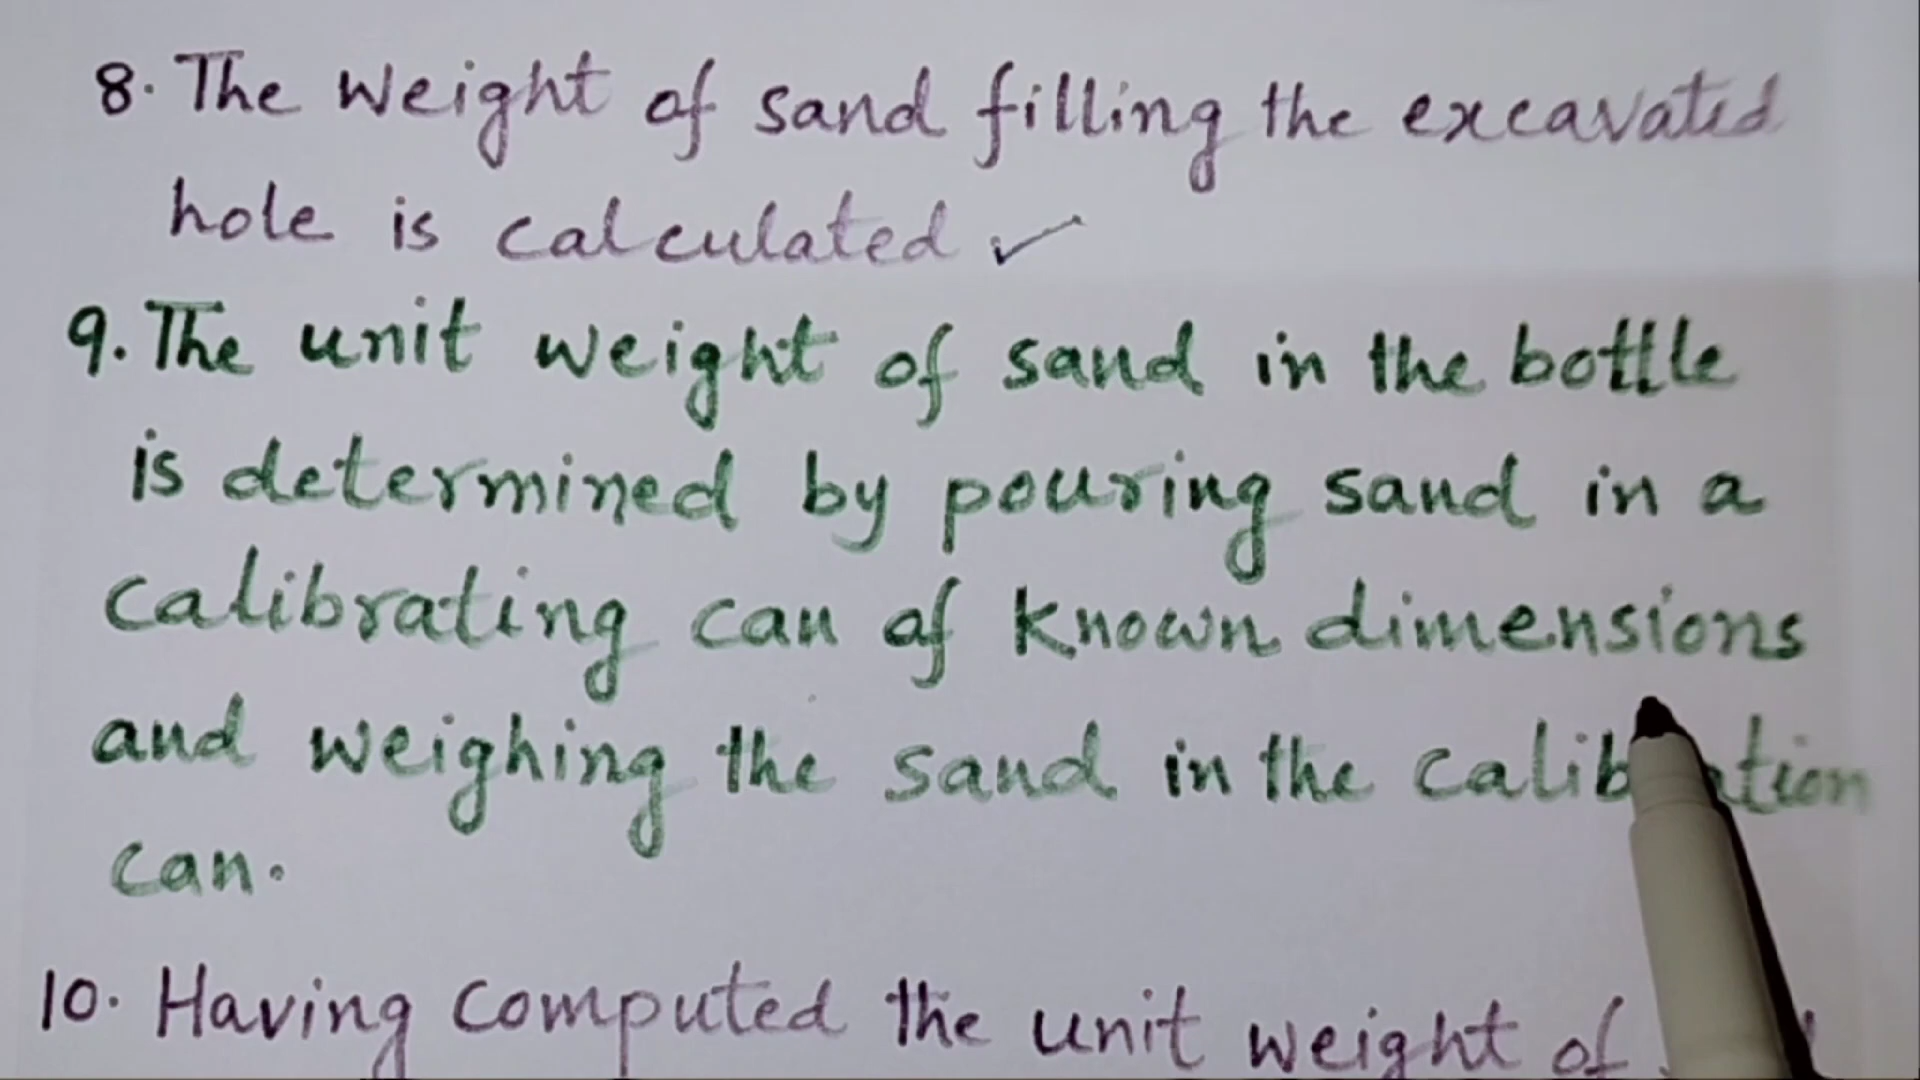 8. The weight of sand filling the excavated
hole is calculated ✓
9. The unit weight of sand in the bottle
is determined by pouring sand in a
calibrating can of known dimensions
and weighing the sand in the
can.
10. Having computed the unit weight of